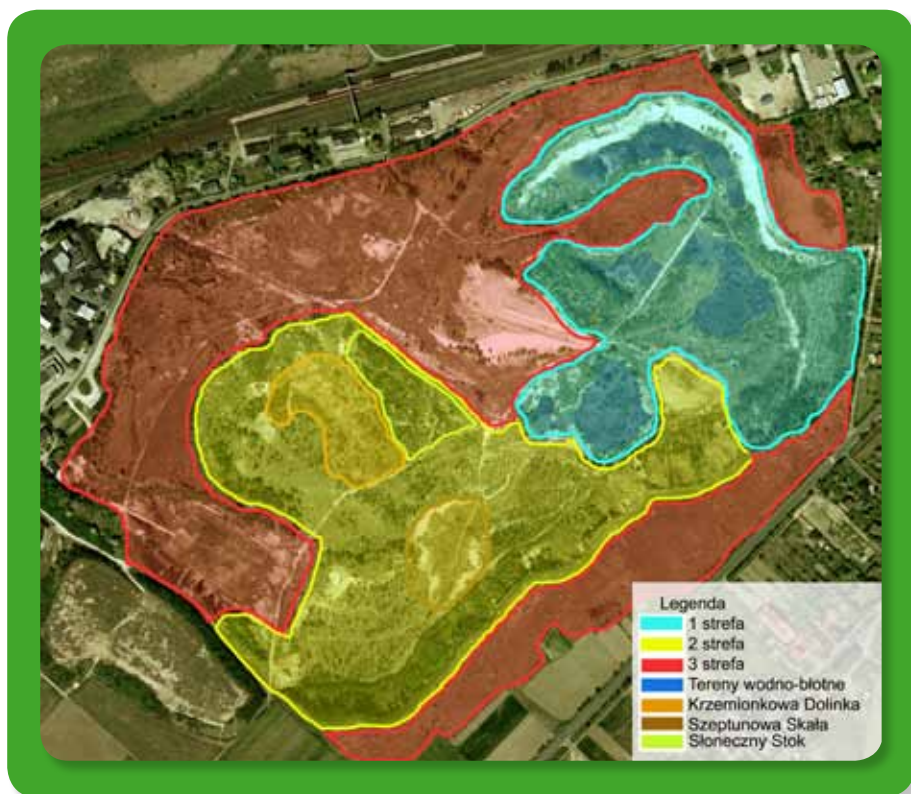 Legenda
1 strefa
2 strefa
3 strefa
Tereny wodno-błotne
Krzemionkowa Dolinka
Szeptunowa Skała
Słoneczny Stok